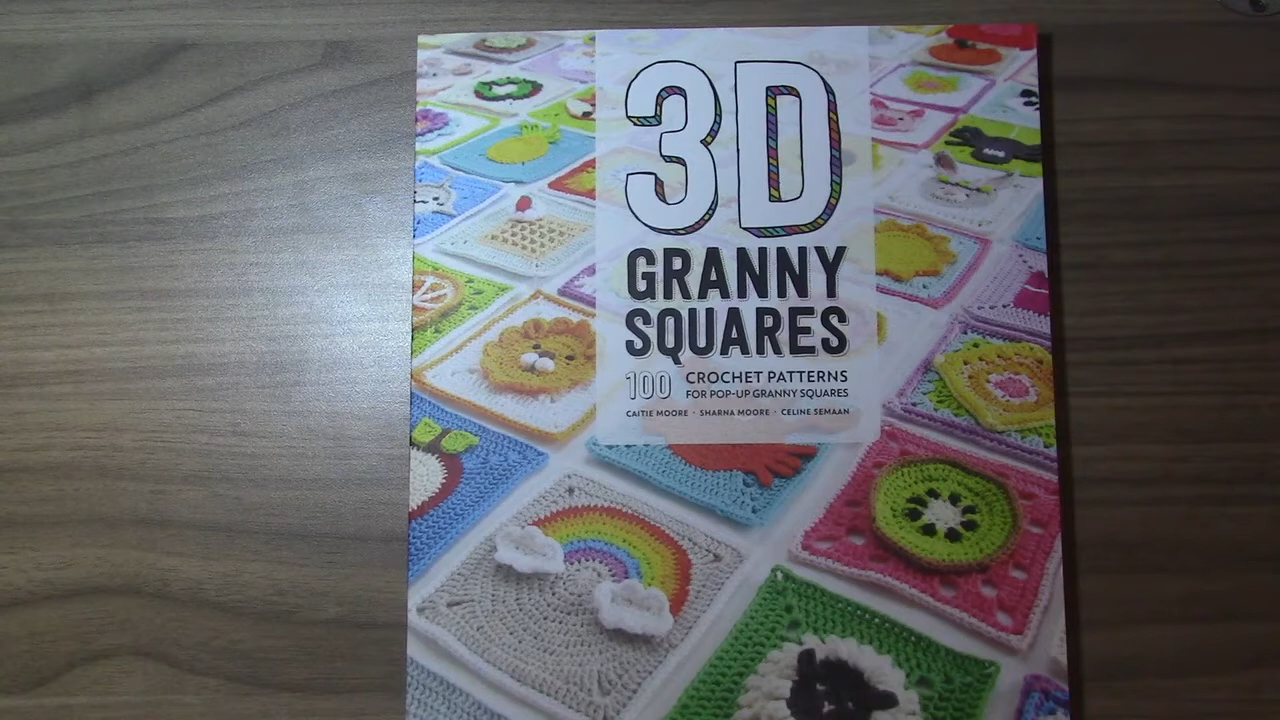 3D
GRANNY
SQUARES
100 CROCHET PATTERNS
FOR POP-UP GRANNY SQUARES
CAITIE MOORE · SHARNA MOORE · CELINE SEMAAN